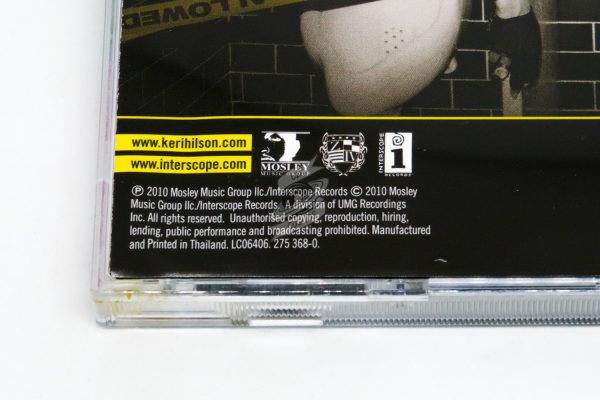 LLOWED
www.kerihilson.com
www.interscope.com
MOSLEY
MUSIC GROUP
INTERSCOPE
RECORDS
℗ 2010 Mosley Music Group llc./Interscope Records © 2010 Mosley
Music Group llc./Interscope Records. A division of UMG Recordings
Inc. All rights reserved. Unauthorised copying, reproduction, hiring,
lending, public performance and broadcasting prohibited. Manufactured
and Printed in Thailand. LC06406. 275 368-0.